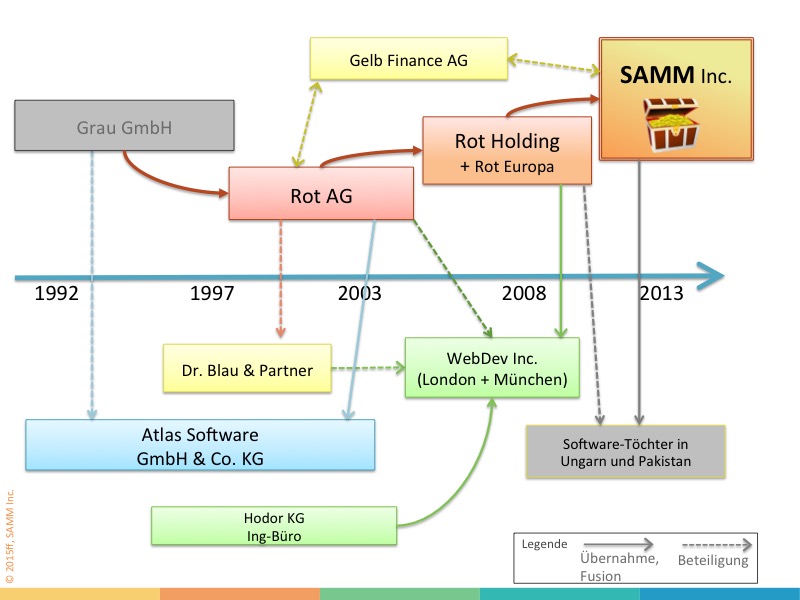 Gelb Finance AG
SAMM Inc.
Grau GmbH
Rot Holding
+ Rot Europa
Rot AG
1992
1997
2003
2008
2013
Dr. Blau & Partner
WebDev Inc.
(London + München)
Atlas Software
GmbH & Co. KG
Software-Töchter in
Ungarn und Pakistan
Hodor KG
Ing-Büro
Legende
Übernahme,
Fusion
Beteiligung
© 2015ff, SAMM Inc.